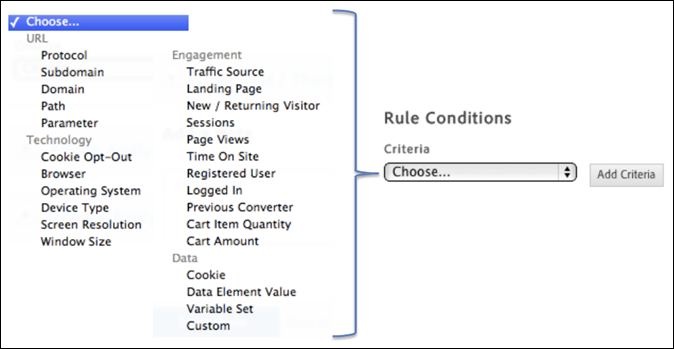 ✓ Choose...
URL
Protocol
Subdomain
Domain
Path
Parameter
Technology
Cookie Opt-Out
Browser
Operating System
Device Type
Screen Resolution
Window Size
Engagement
Traffic Source
Landing Page
New / Returning Visitor
Sessions
Page Views
Time On Site
Registered User
Logged In
Previous Converter
Cart Item Quantity
Cart Amount
Data
Cookie
Data Element Value
Variable Set
Custom
Rule Conditions
Criteria
Choose...
Add Criteria